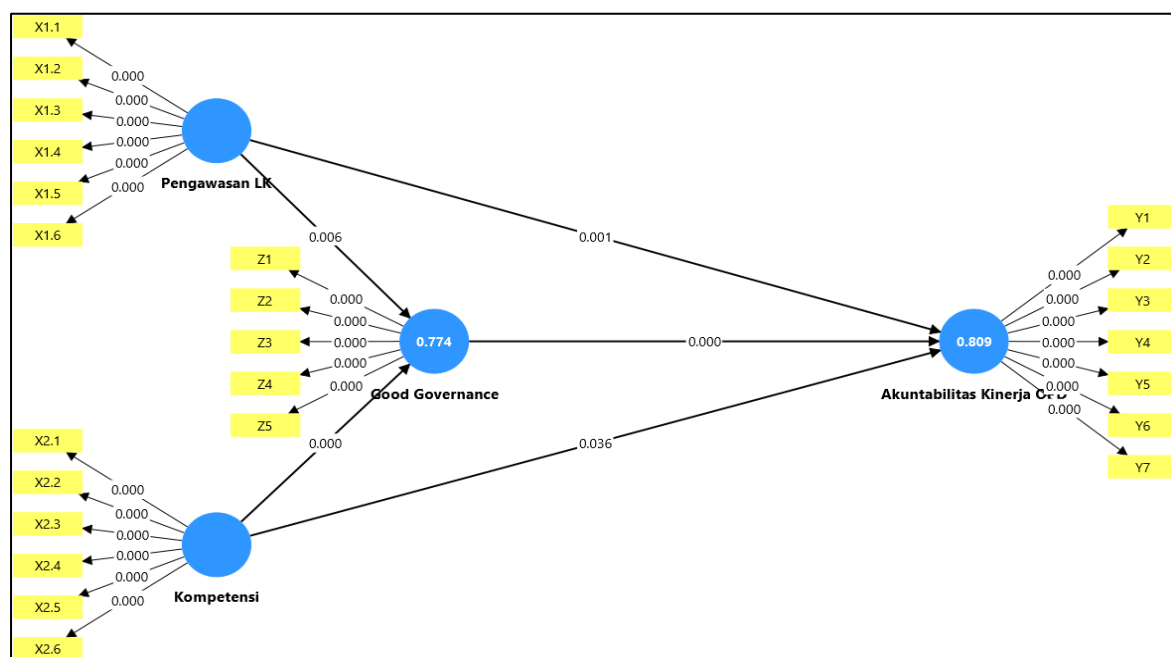 X1.1
X1.2
X1.3
X1.4
X1.5
X1.6
0.000
0.000
0.000
0.000
0.000
0.000
Pengawasan LK
0.006
0.001
Z1
Z2
Z3
Z4
Z5
0.000
0.000
0.000
0.000
0.000
0.774
Good Governance
0.000
0.000
0.036
X2.1
X2.2
X2.3
X2.4
X2.5
X2.6
0.000
0.000
0.000
0.000
0.000
0.000
Kompetensi
0.809
Akuntabilitas Kinerja
0.000
0.000
0.000
0.000
0.000
0.000
0.000
Y1
Y2
Y3
Y4
Y5
Y6
Y7